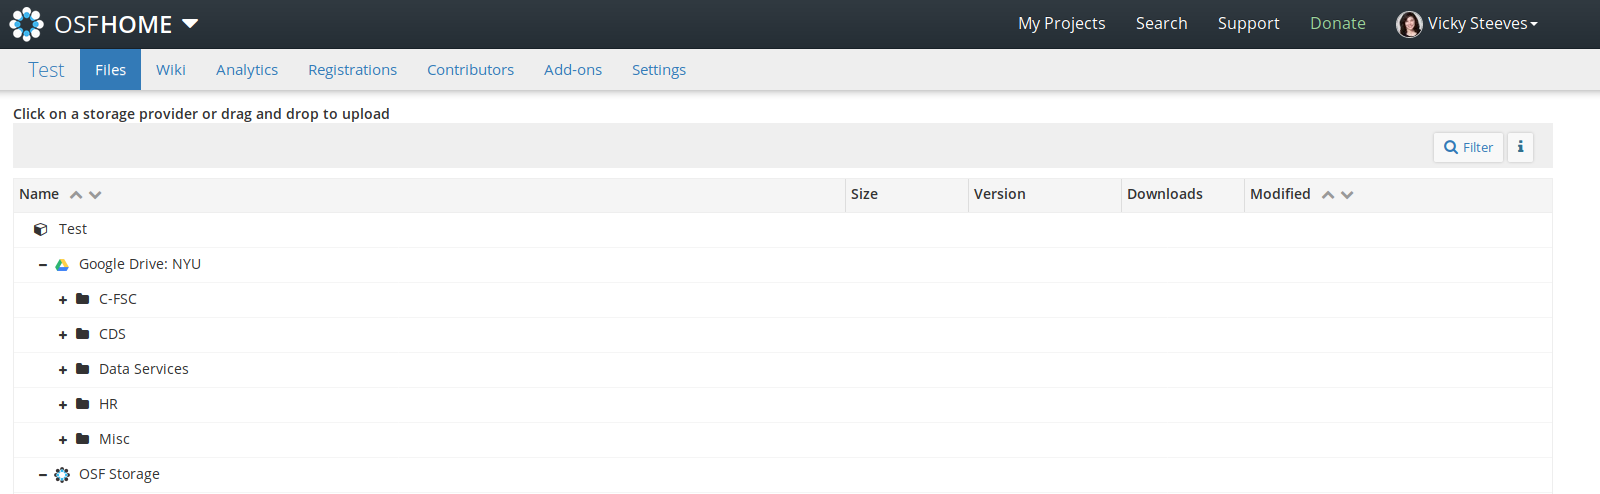 OSFHOME My Projects Search Support Donate Vicky Steeves
Test Files Wiki Analytics Registrations Contributors Add-ons Settings
Click on a storage provider or drag and drop to upload
Filter i
Name Size Version Downloads Modified
Test
Google Drive: NYU
C-FSC
CDS
Data Services
HR
Misc
OSF Storage